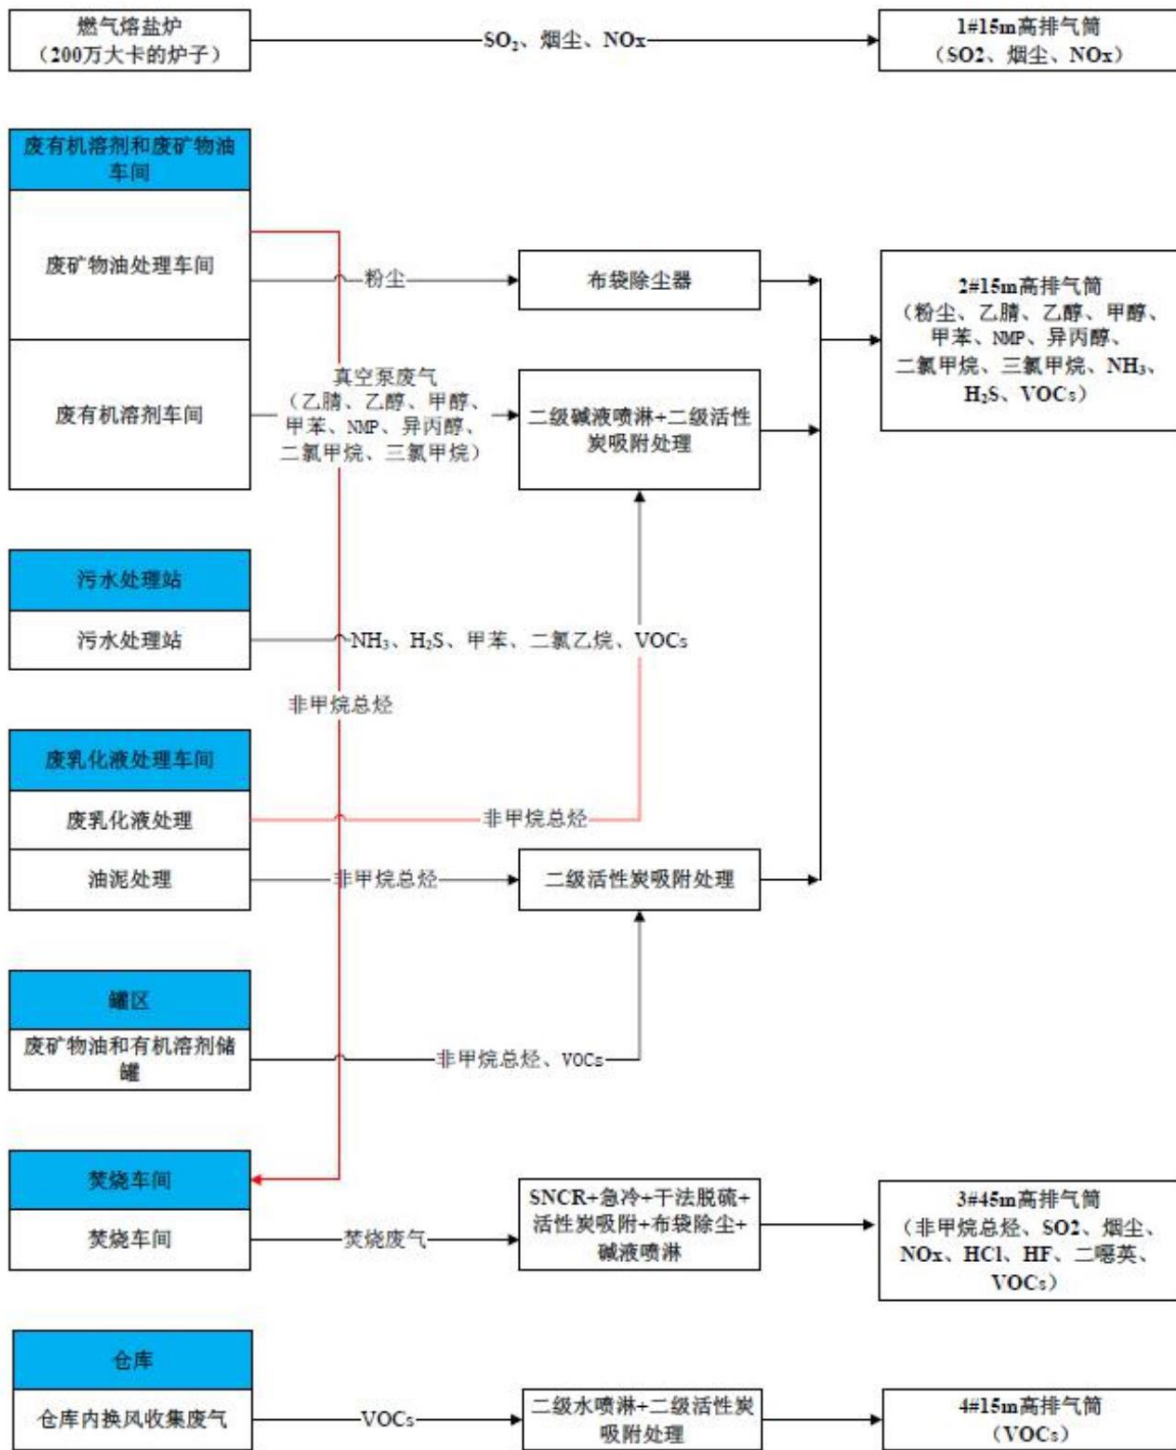 燃气熔盐炉
（200万大卡的炉子）
SO₂、烟尘、NOx
1#15m高排气筒
（SO2、烟尘、NOx）
废有机溶剂和废矿物油
车间
废矿物油处理车间
粉尘
布袋除尘器
2#15m高排气筒
（粉尘、乙腈、乙醇、甲醇、
甲苯、NMP、异丙醇、
二氯甲烷、三氯甲烷、NH₃、
H₂S、VOCs）
废有机溶剂车间
真空泵废气
（乙腈、乙醇、甲醇、
甲苯、NMP、异丙醇、
二氯甲烷、三氯甲烷）
二级碱液喷淋+二级活性
炭吸附处理
污水处理站
污水处理站
NH₃、H₂S、甲苯、二氯乙烷、VOCs
非甲烷总烃
废乳化液处理车间
废乳化液处理
非甲烷总烃
油泥处理
非甲烷总烃
二级活性炭吸附处理
罐区
废矿物油和有机溶剂储
罐
非甲烷总烃、VOCs
焚烧车间
焚烧车间
焚烧废气
SNCR+急冷+干法脱硫+
活性炭吸附+布袋除尘+
碱液喷淋
3#45m高排气筒
（非甲烷总烃、SO2、烟尘、
NOx、HCl、HF、二噁英、
VOCs）
仓库
仓库内换风收集废气
VOCs
二级水喷淋+二级活性炭
吸附处理
4#15m高排气筒
（VOCs）